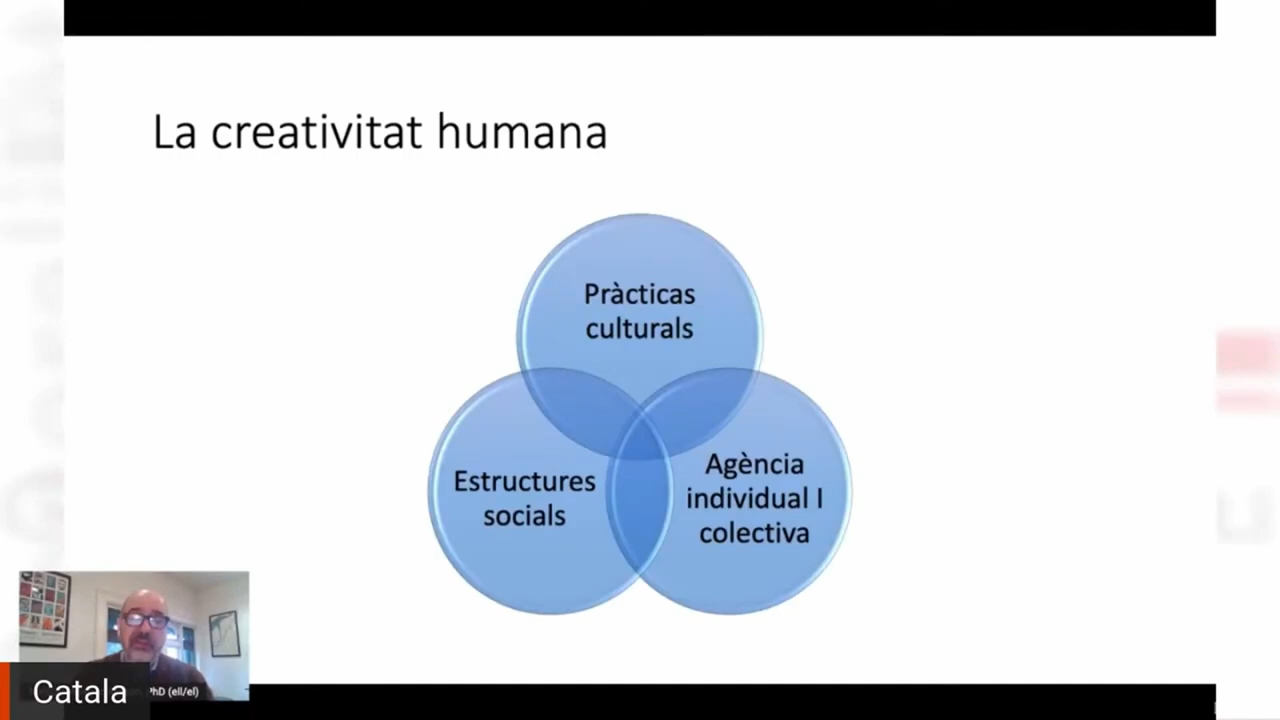 La creativitat humana
Pràcticas
culturals
Estructures
socials
Agència
individual I
colectiva
PhD (ell/el)
Catala